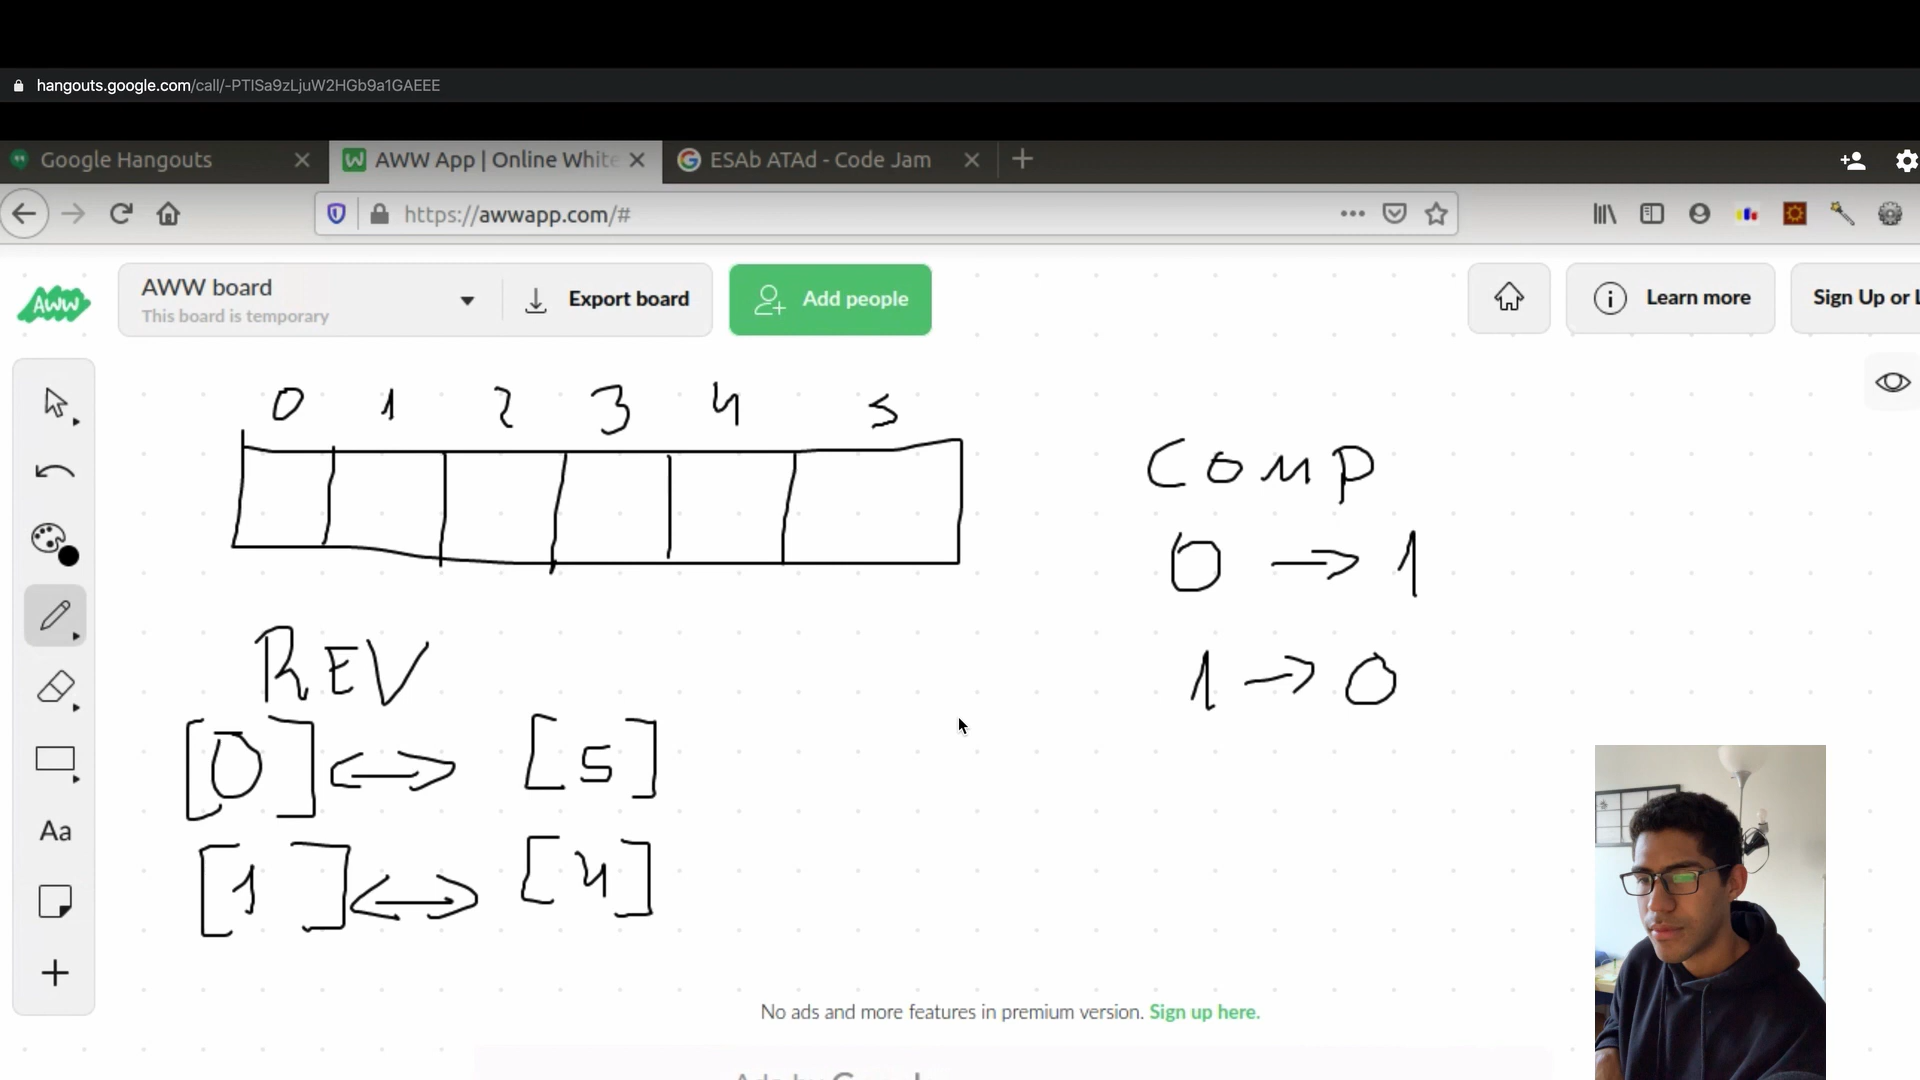 hangouts.google.com/call/-PTISa9zLjuW2HGb9a1GAEEE
Google Hangouts
AWW App | Online White
ESAb ATAd - Code Jam
https://awwapp.com/#
AWW
AWW board
This board is temporary
Export board
Add people
Learn more
Sign Up or L
0 1 2 3 4 5
COMP
0 → 1
1 → 0
REV
[0] <=> [5]
[1] <=> [4]
Aa
No ads and more features in premium version. Sign up here.